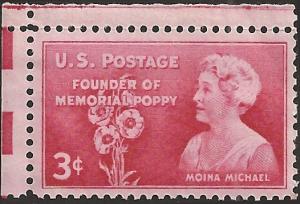 U.S. POSTAGE
FOUNDER OF
MEMORIAL POPPY
3¢
MOINA MICHAEL